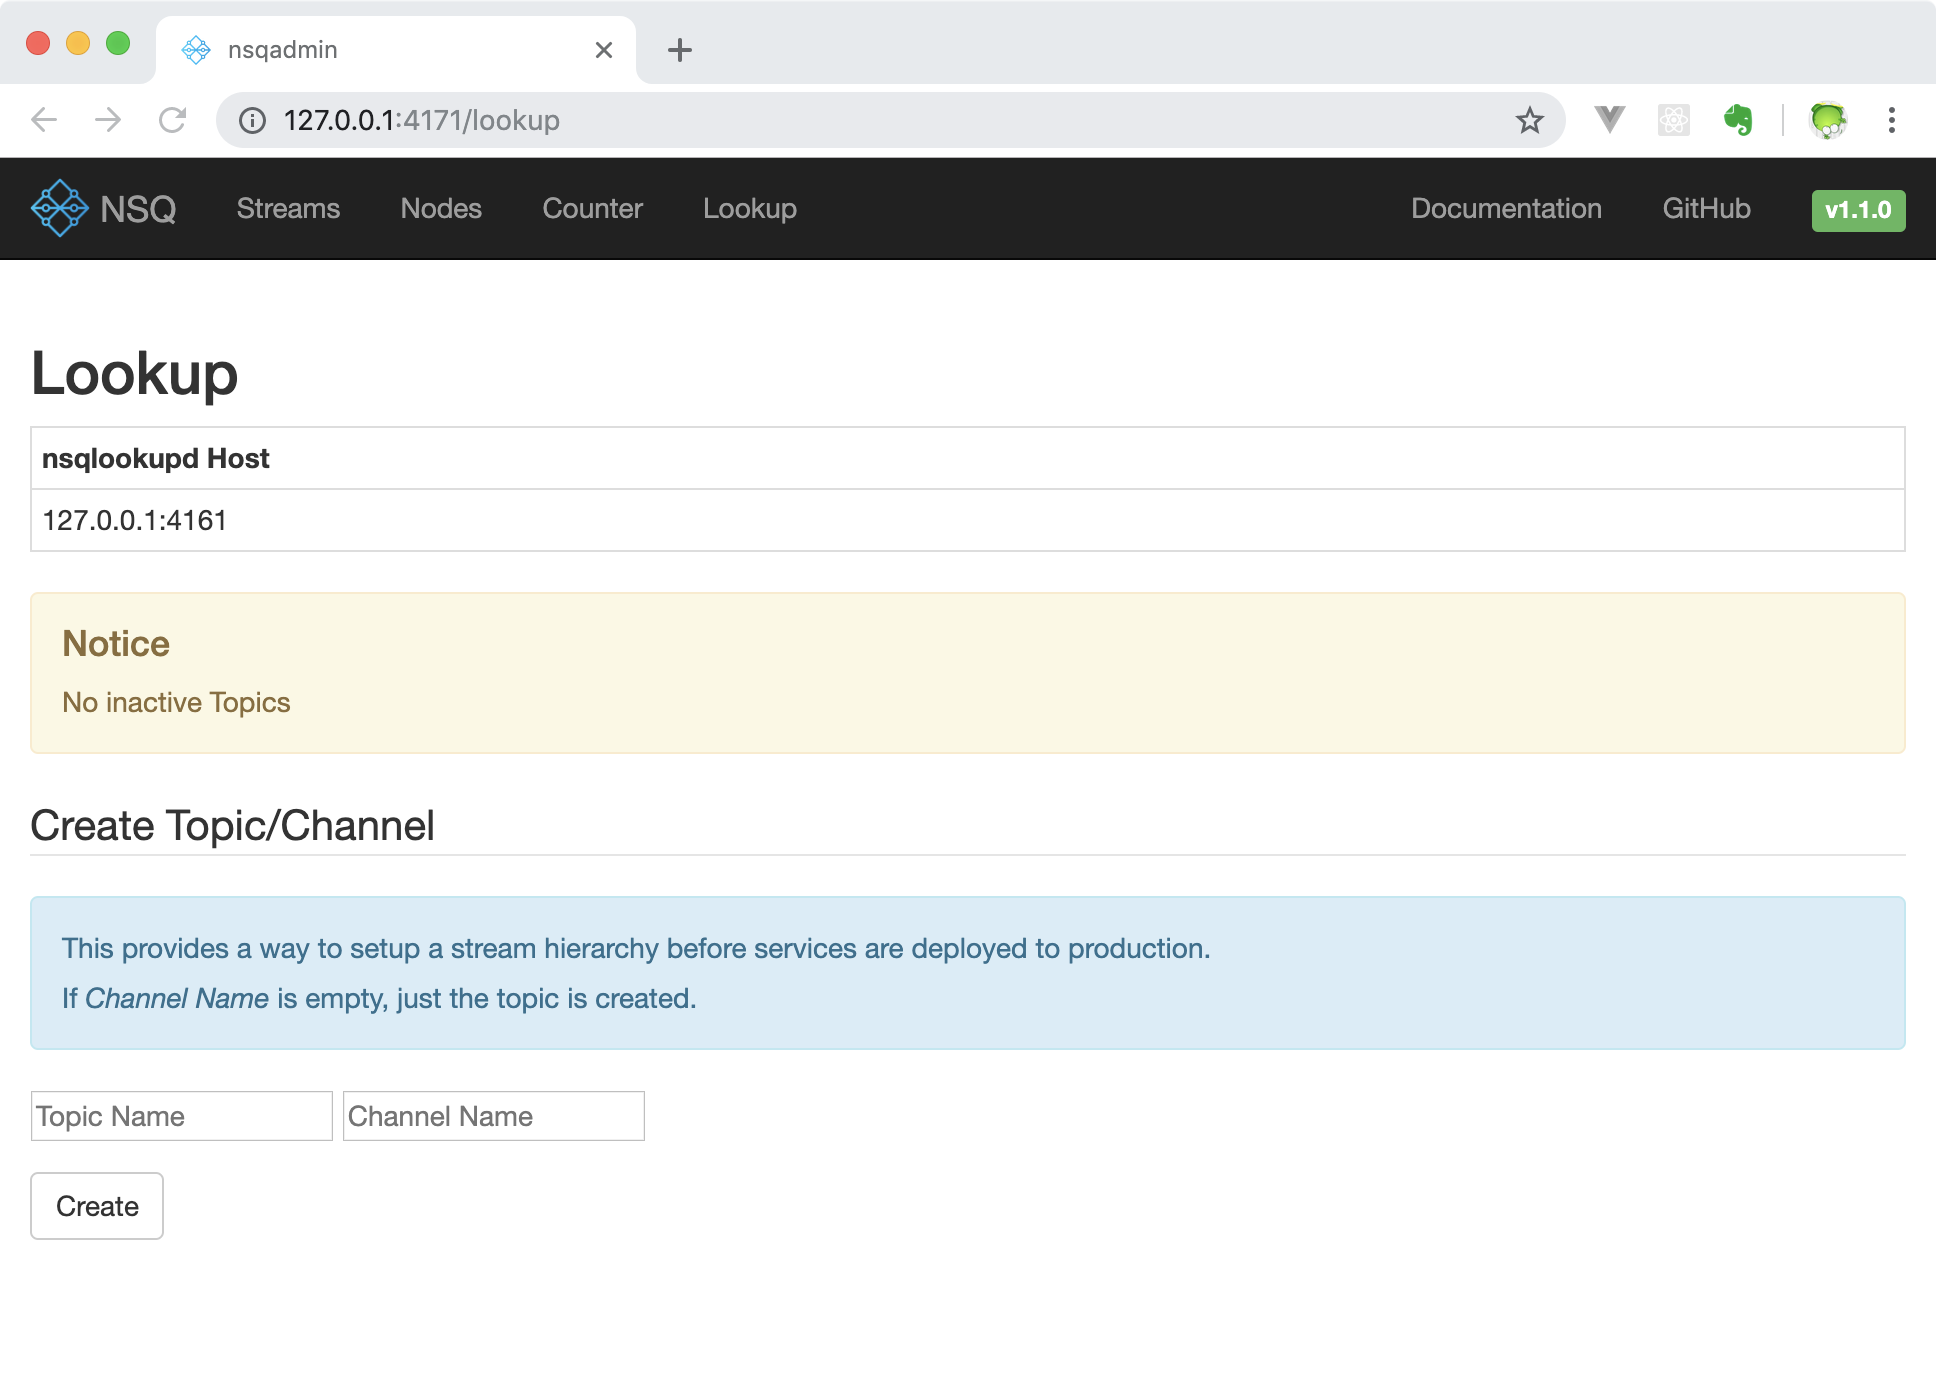 nsqadmin
127.0.0.1:4171/lookup
NSQ Streams Nodes Counter Lookup Documentation GitHub v1.1.0
Lookup
nsqlookupd Host
127.0.0.1:4161
Notice
No inactive Topics
Create Topic/Channel
This provides a way to setup a stream hierarchy before services are deployed to production.
If Channel Name is empty, just the topic is created.
Topic Name Channel Name
Create